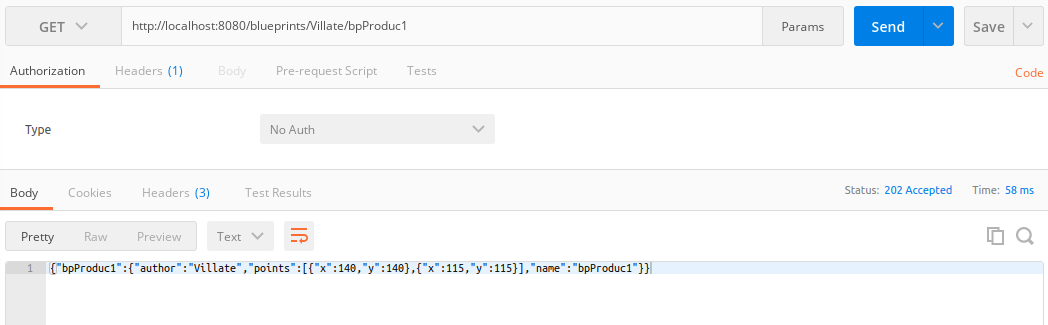 GET http://localhost:8080/blueprints/Villate/bpProduc1 Params Send Save
Authorization Headers (1) Body Pre-request Script Tests Code
Type No Auth
Body Cookies Headers (3) Test Results Status: 202 Accepted Time: 58 ms
Pretty Raw Preview Text
1 {"bpProduc1":{"author":"Villate","points":[{"x":140,"y":140},{"x":115,"y":115}],"name":"bpProduc1"}}